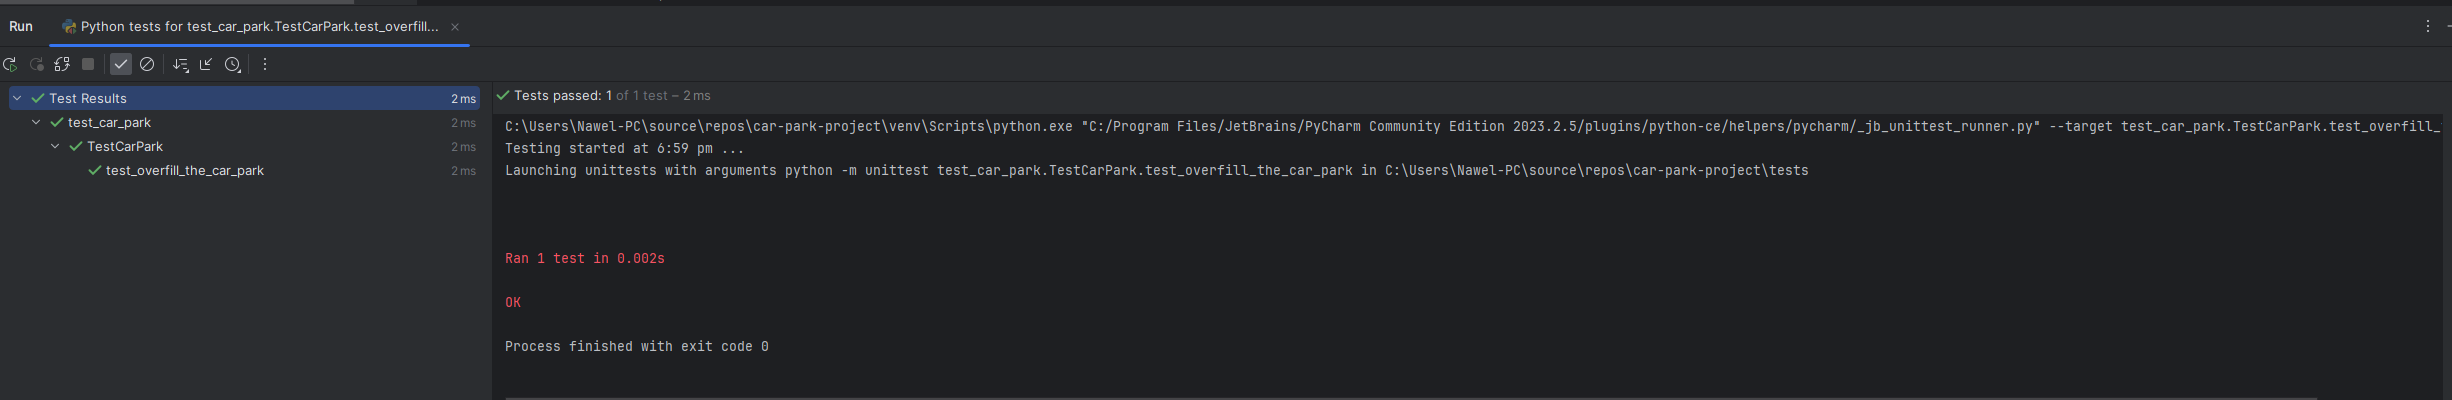 Run
Python tests for test_car_park.TestCarPark.test_overfill...
Test Results 2 ms
test_car_park 2 ms
TestCarPark 2 ms
test_overfill_the_car_park 2 ms
Tests passed: 1 of 1 test – 2 ms
C:\Users\Nawel-PC\source\repos\car-park-project\venv\Scripts\python.exe "C:/Program Files/JetBrains/PyCharm Community Edition 2023.2.5/plugins/python-ce/helpers/pycharm/_jb_unittest_runner.py" --target test_car_park.TestCarPark.test_overfill_
Testing started at 6:59 pm ...
Launching unittests with arguments python -m unittest test_car_park.TestCarPark.test_overfill_the_car_park in C:\Users\Nawel-PC\source\repos\car-park-project\tests
Ran 1 test in 0.002s
OK
Process finished with exit code 0